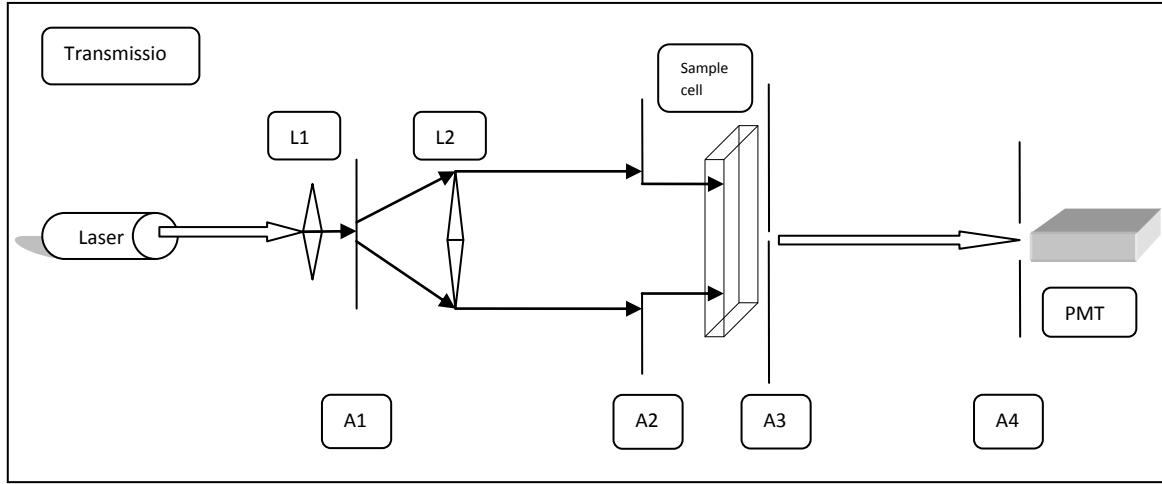 Transmissio
Sample
cell
L1
L2
Laser
PMT
A1
A2
A3
A4